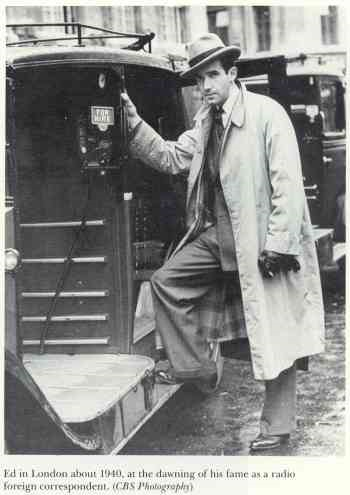 FOR
HIRE
Ed in London about 1940, at the dawning of his fame as a radio
foreign correspondent. (CBS Photography)